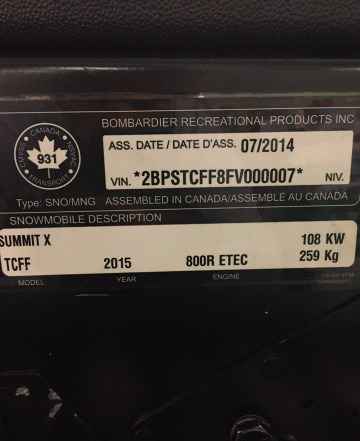 BOMBARDIER RECREATIONAL PRODUCTS INC
CANADA
931
TRANSPORT
ASS. DATE / DATE D'ASS. 07/2014
VIN. *2BPSTCFF8FV000007* NIV.
Type: SNO/MNG ASSEMBLED IN CANADA/ASSEMBLE AU CANADA
SNOWMOBILE DESCRIPTION
SUMMIT X 108 KW
TCFF 2015 800R ETEC 259 Kg
MODEL YEAR ENGINE